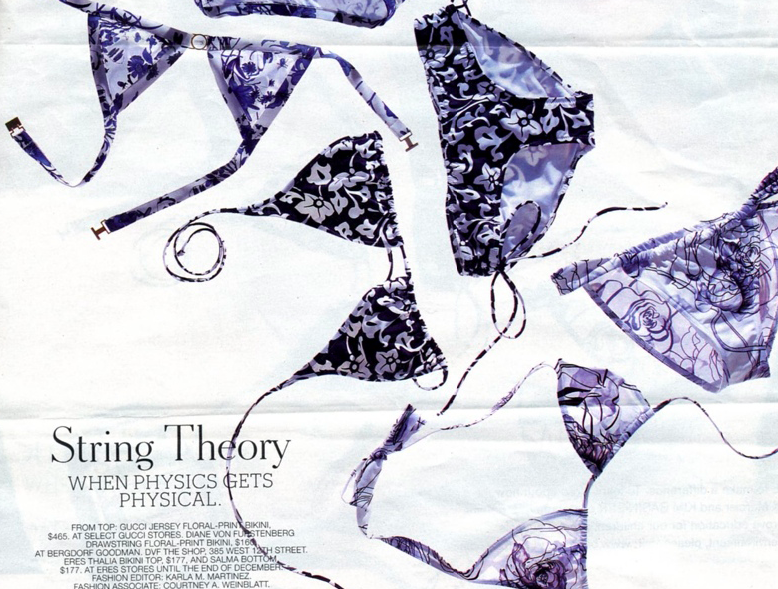 String Theory
WHEN PHYSICS GETS
PHYSICAL.
FROM TOP: GUCCI JERSEY FLORAL-PRINT BIKINI,
$465. AT SELECT GUCCI STORES. DIANE VON FURSTENBERG
DRAWSTRING FLORAL-PRINT BIKINI, $166,
AT BERGDORF GOODMAN. DVF THE SHOP, 385 WEST 12TH STREET.
ERES THALIA BIKINI TOP, $177, AND SALMA BOTTOM,
$177. AT ERES STORES UNTIL THE END OF DECEMBER.
FASHION EDITOR: KARLA M. MARTINEZ.
FASHION ASSOCIATE: COURTNEY A. WEINBLATT.